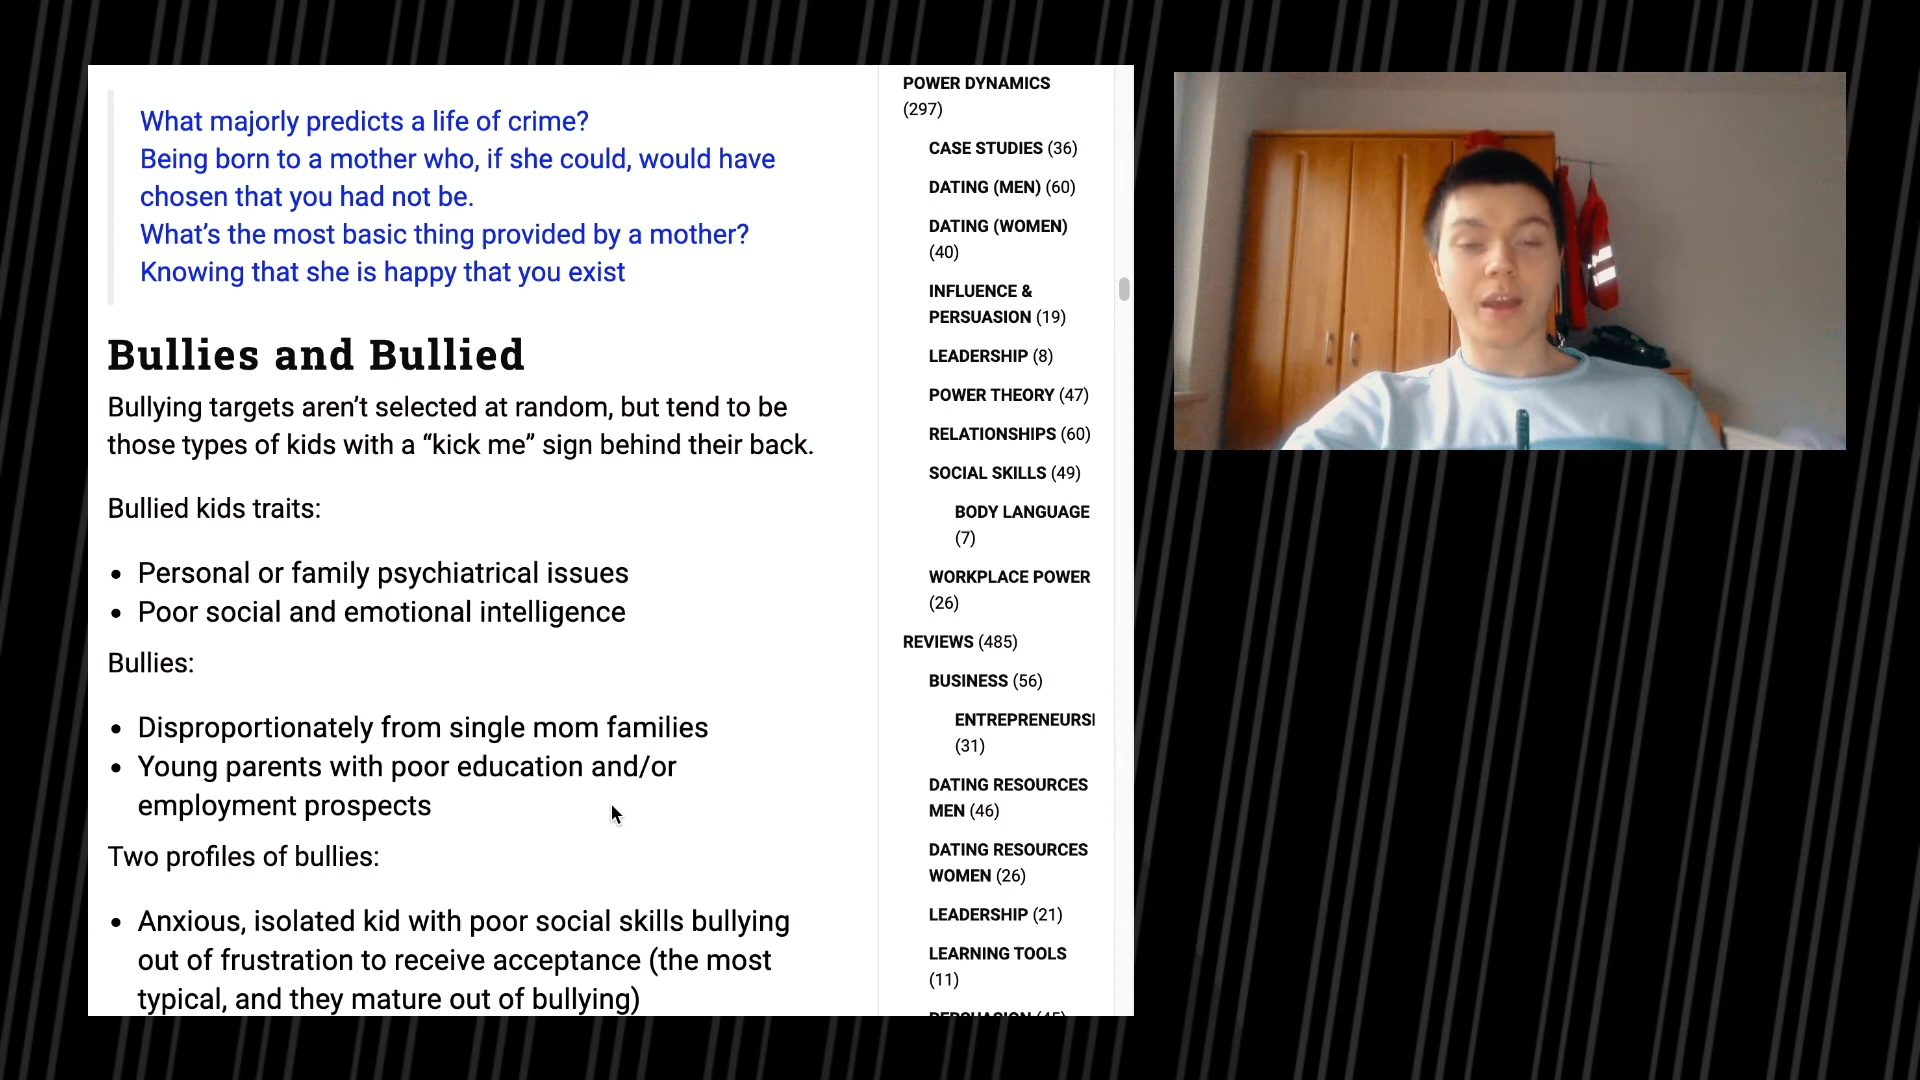 What majorly predicts a life of crime?
Being born to a mother who, if she could, would have
chosen that you had not be.
What's the most basic thing provided by a mother?
Knowing that she is happy that you exist
Bullies and Bullied
Bullying targets aren't selected at random, but tend to be
those types of kids with a “kick me” sign behind their back.
Bullied kids traits:
• Personal or family psychiatrical issues
• Poor social and emotional intelligence
Bullies:
• Disproportionately from single mom families
• Young parents with poor education and/or
employment prospects
Two profiles of bullies:
• Anxious, isolated kid with poor social skills bullying
out of frustration to receive acceptance (the most
typical, and they mature out of bullying)
POWER DYNAMICS
(297)
CASE STUDIES (36)
DATING (MEN) (60)
DATING (WOMEN)
(40)
INFLUENCE &
PERSUASION (19)
LEADERSHIP (8)
POWER THEORY (47)
RELATIONSHIPS (60)
SOCIAL SKILLS (49)
BODY LANGUAGE
(7)
WORKPLACE POWER
(26)
REVIEWS (485)
BUSINESS (56)
ENTREPRENEURSI
(31)
DATING RESOURCES
MEN (46)
DATING RESOURCES
WOMEN (26)
LEADERSHIP (21)
LEARNING TOOLS
(11)
PERSUASION (45)